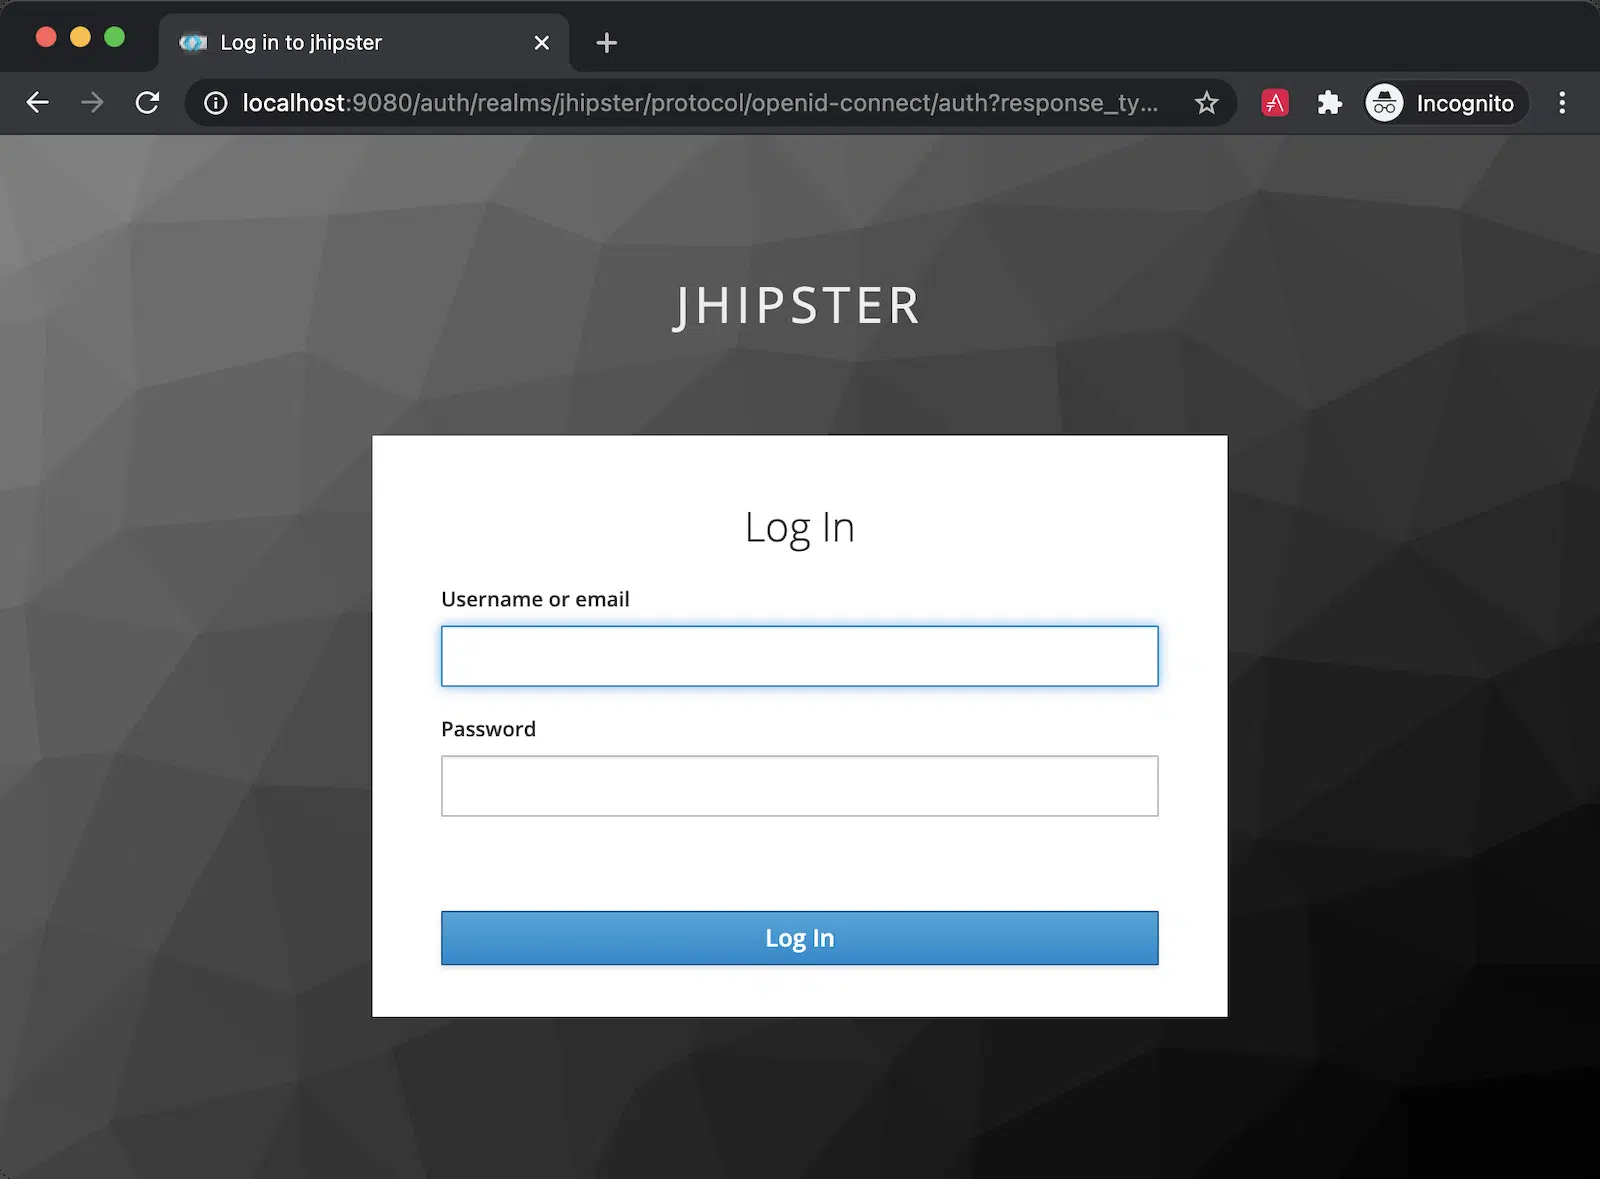 Log in to jhipster
localhost:9080/auth/realms/jhipster/protocol/openid-connect/auth?response_ty...
Incognito
JHIPSTER
Log In
Username or email
Password
Log In